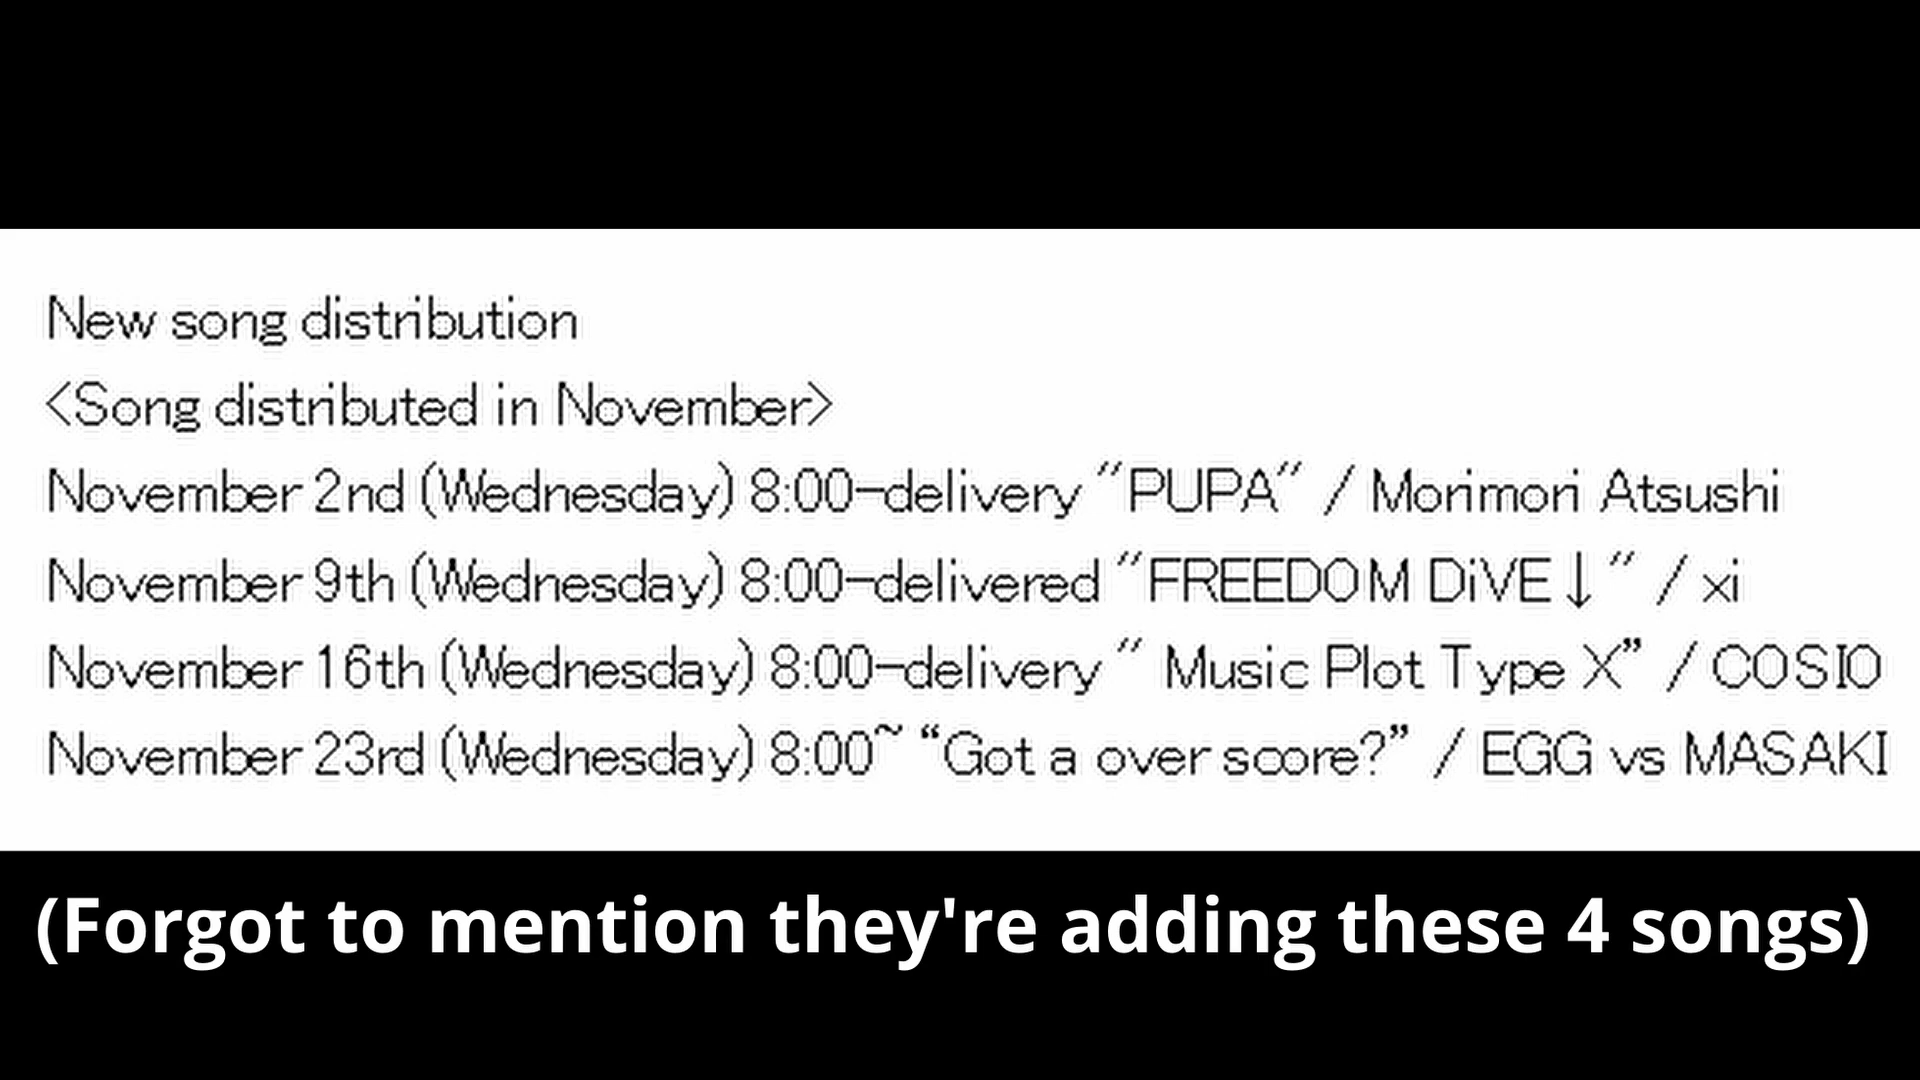 New song distribution
<Song distributed in November>
November 2nd (Wednesday) 8:00-delivery "PUPA" / Morimori Atsushi
November 9th (Wednesday) 8:00-delivered "FREEDOM DiVE↓" / xi
November 16th (Wednesday) 8:00-delivery " Music Plot Type X” / COSIO
November 23rd (Wednesday) 8:00~ “Got a over score?” / EGG vs MASAKI
(Forgot to mention they're adding these 4 songs)